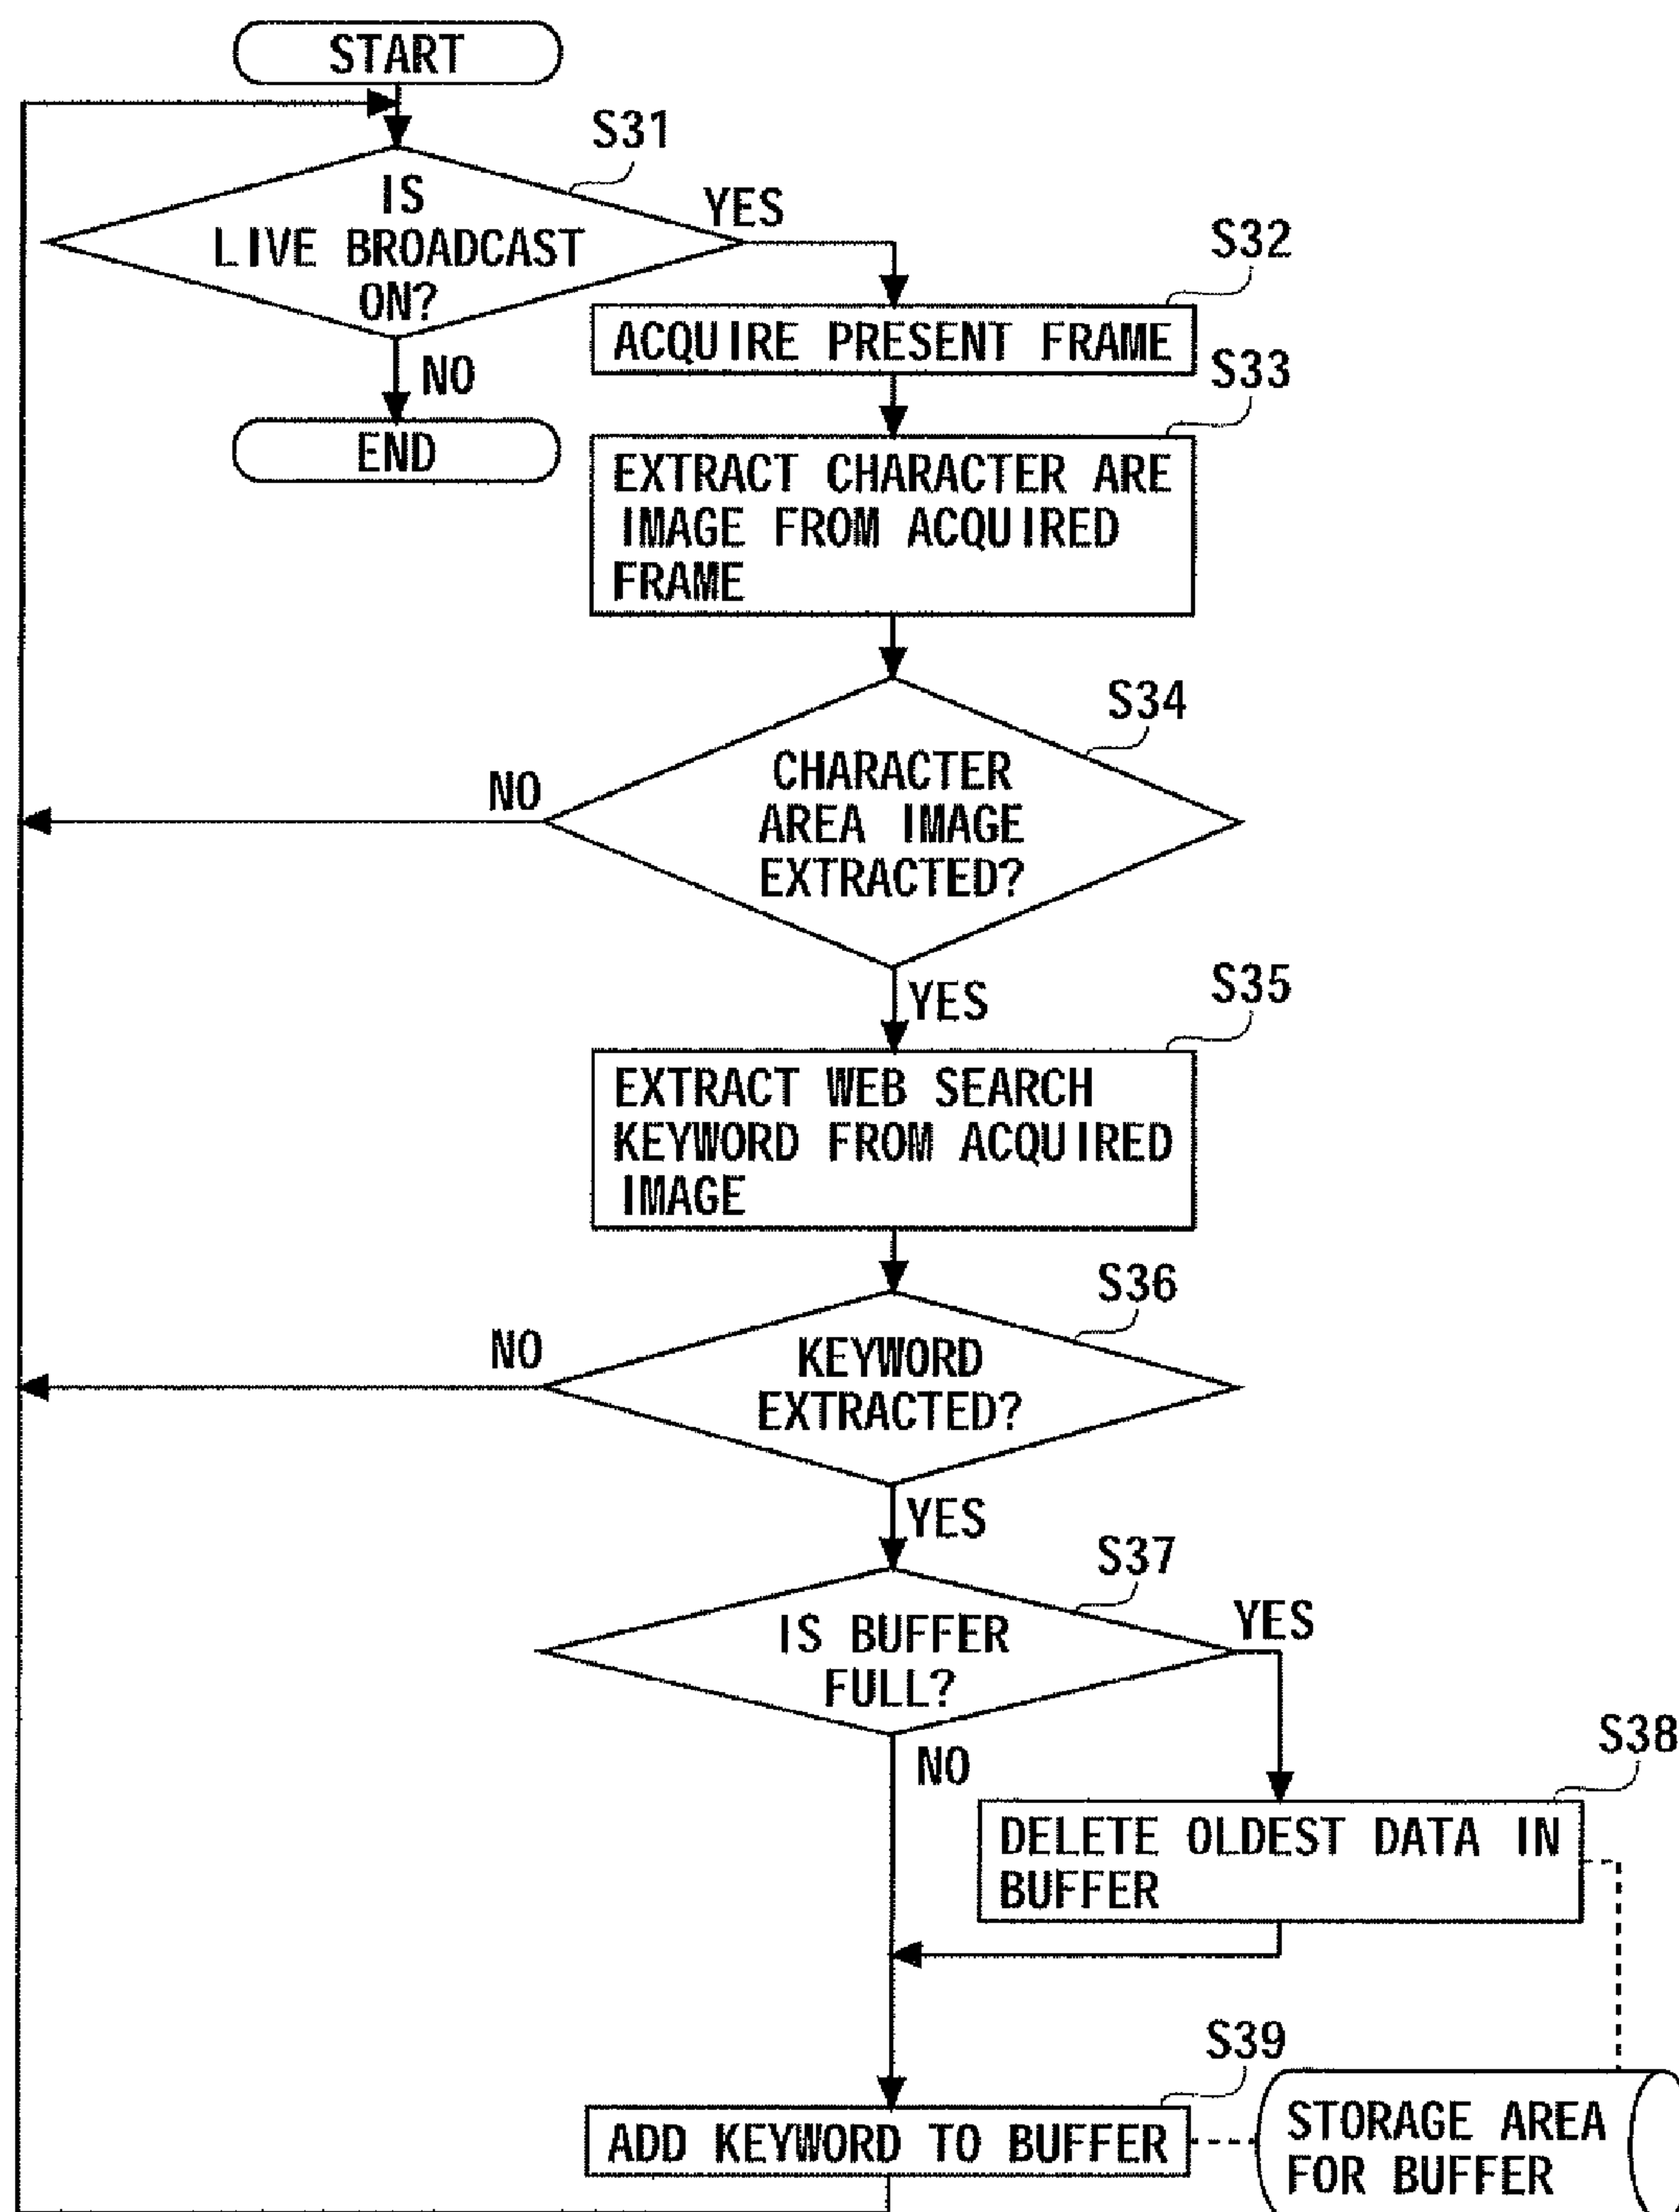 START
S31
IS
LIVE BROADCAST
ON?
YES
NO
END
S32
ACQUIRE PRESENT FRAME
S33
EXTRACT CHARACTER ARE
IMAGE FROM ACQUIRED
FRAME
S34
CHARACTER
AREA IMAGE
EXTRACTED?
NO
YES
S35
EXTRACT WEB SEARCH
KEYWORD FROM ACQUIRED
IMAGE
S36
KEYWORD
EXTRACTED?
NO
YES
S37
IS BUFFER
FULL?
YES
NO
S38
DELETE OLDEST DATA IN
BUFFER
S39
ADD KEYWORD TO BUFFER
STORAGE AREA
FOR BUFFER